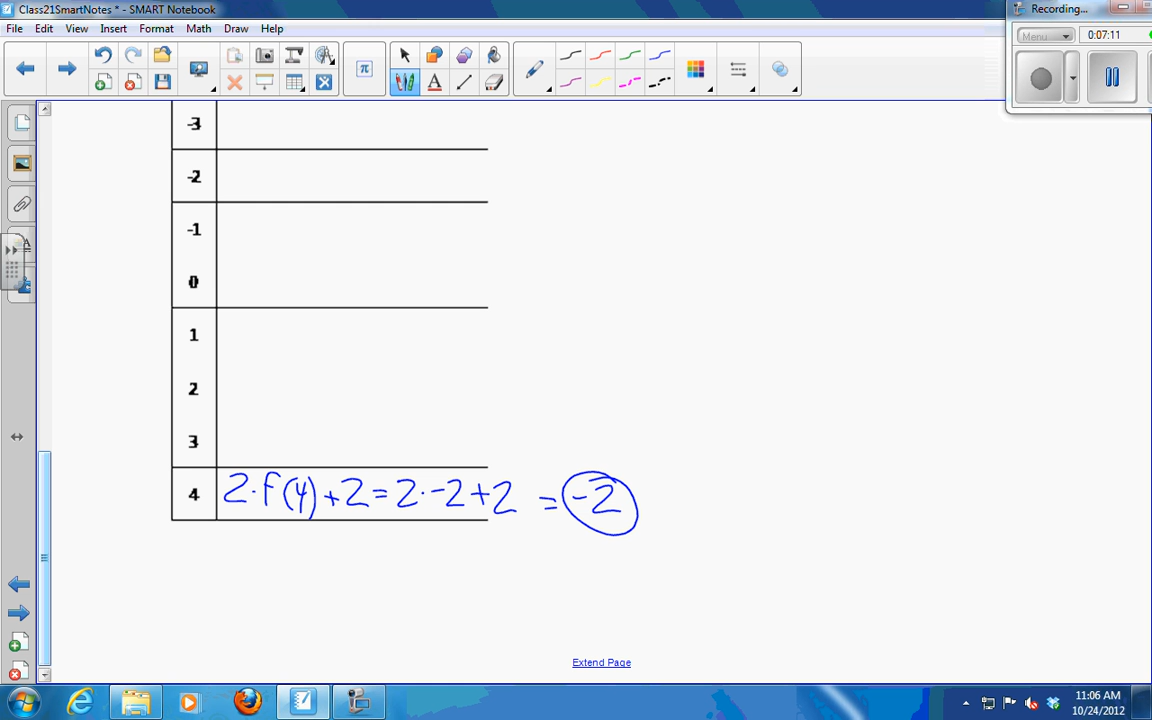 Class21SmartNotes * - SMART Notebook
File Edit View Insert Format Math Draw Help
Recording...
Menu
0:07:11
π
A
-3
-2
-1
0
1
2
3
4 2·f(4)+2=2·-2+2 = -2
Extend Page
11:06 AM
10/24/2012